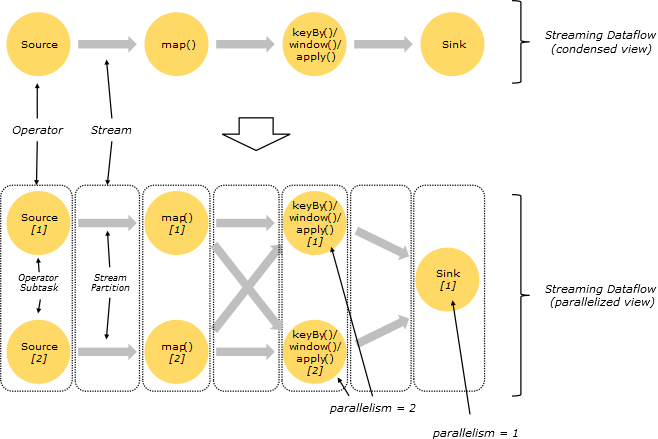 Source
map()
keyBy()/
window()/
apply()
Sink
Streaming Dataflow
(condensed view)
Operator
Stream
Source
[1]
map()
[1]
keyBy()/
window()/
apply()
[1]
Operator
Subtask
Stream
Partition
Sink
[1]
Streaming Dataflow
(parallelized view)
Source
[2]
map()
[2]
keyBy()/
window()/
apply()
[2]
parallelism = 2
parallelism = 1